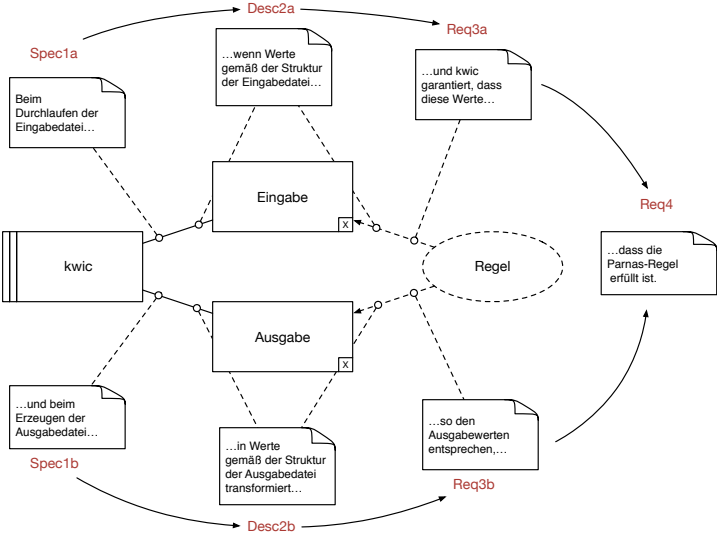 Desc2a
Req3a
Spec1a
…wenn Werte
gemäß der Struktur
der Eingabedatei…
…und kwic
garantiert, dass
diese Werte…
Beim
Durchlaufen der
Eingabedatei…
Eingabe
x
Req4
kwic
Regel
…dass die
Parnas-Regel
erfüllt ist.
Ausgabe
x
…und beim
Erzeugen der
Ausgabedatei…
…in Werte
gemäß der Struktur
der Ausgabedatei
transformiert…
…so den
Ausgabewerten
entsprechen,…
Spec1b
Req3b
Desc2b